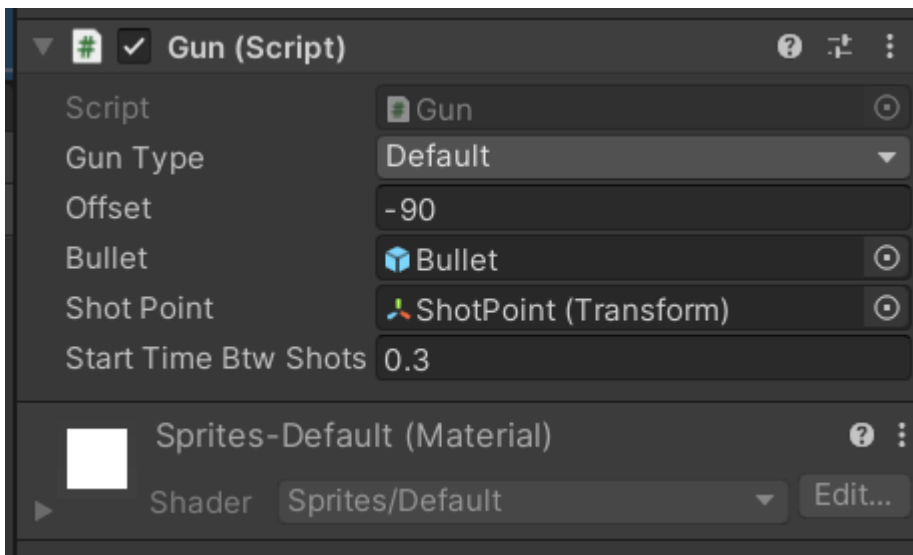 Gun (Script)
Script Gun
Gun Type Default
Offset -90
Bullet Bullet
Shot Point ShotPoint (Transform)
Start Time Btw Shots 0.3
Sprites-Default (Material)
Shader Sprites/Default Edit...